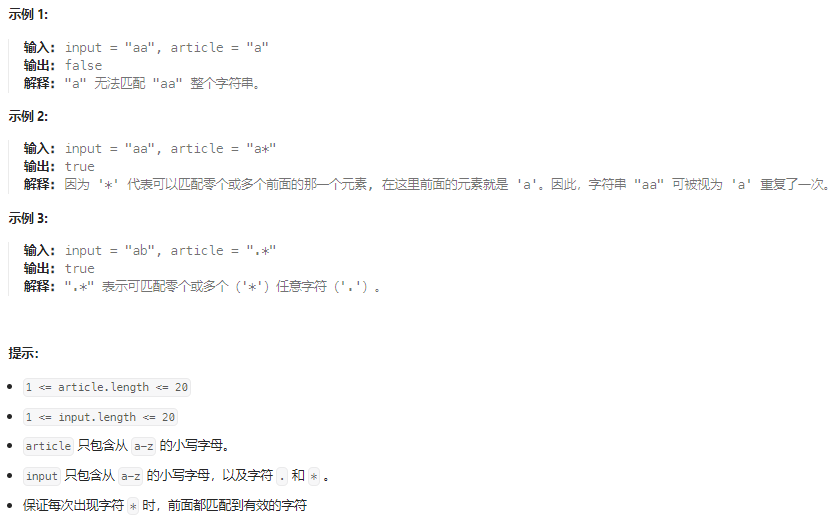 示例 1:
输入: input = "aa", article = "a"
输出: false
解释: "a" 无法匹配 "aa" 整个字符串。
示例 2:
输入: input = "aa", article = "a*"
输出: true
解释: 因为 '*' 代表可以匹配零个或多个前面的那一个元素, 在这里前面的元素就是 'a'。因此，字符串 "aa" 可被视为 'a' 重复了一次。
示例 3:
输入: input = "ab", article = ".*"
输出: true
解释: ".*" 表示可匹配零个或多个（'*'）任意字符（'.'）。
提示:
• 1 <= article.length <= 20
• 1 <= input.length <= 20
• article 只包含从 a-z 的小写字母。
• input 只包含从 a-z 的小写字母，以及字符 . 和 * 。
• 保证每次出现字符 * 时，前面都匹配到有效的字符